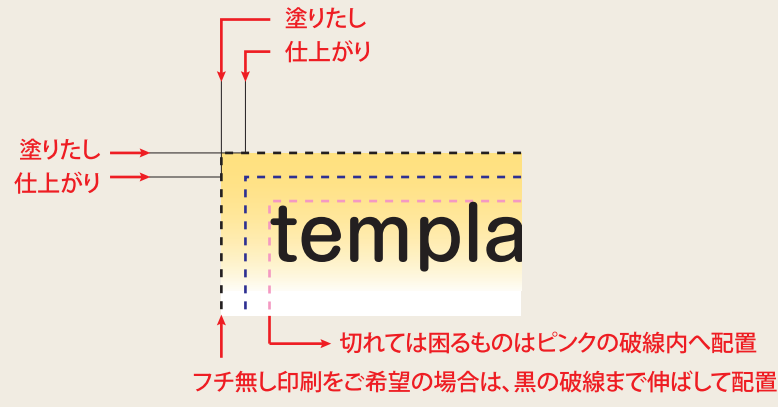 塗りたし
仕上がり
塗りたし
仕上がり
templa
切れては困るものはピンクの破線内へ配置
フチ無し印刷をご希望の場合は、黒の破線まで伸ばして配置